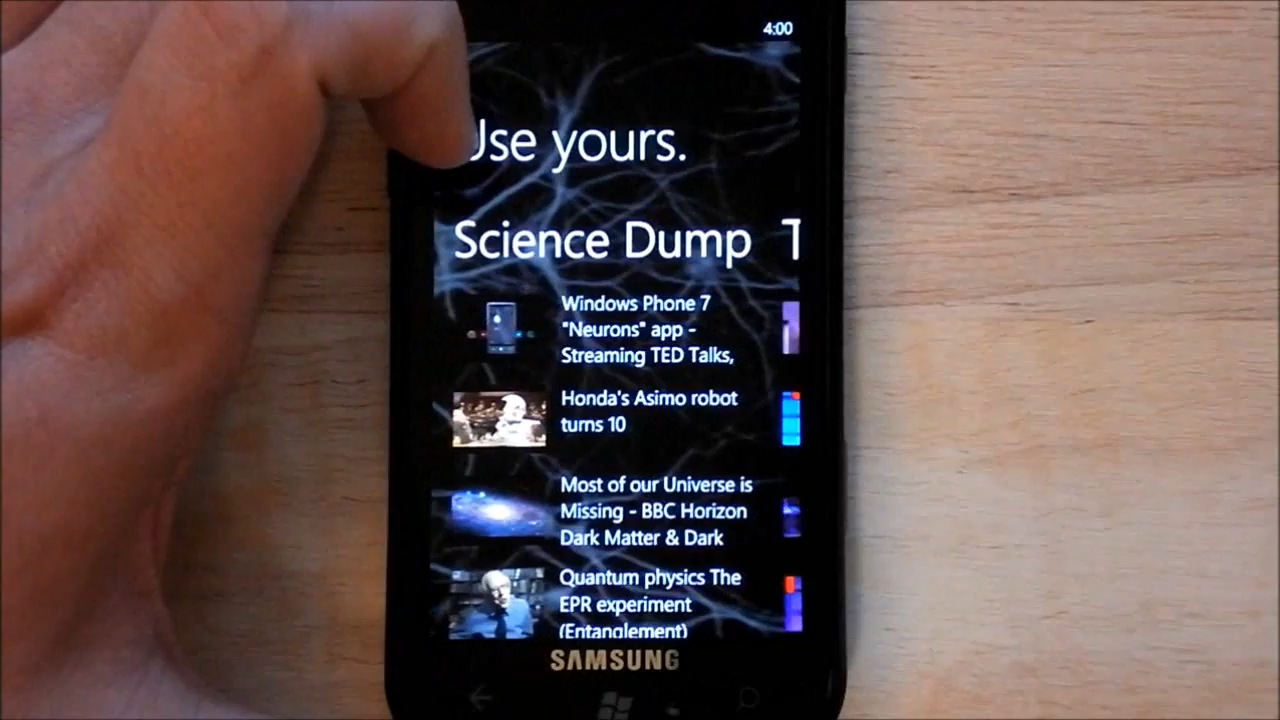 4:00
Use yours.
Science Dump T
Windows Phone 7
"Neurons" app -
Streaming TED Talks,
Honda's Asimo robot
turns 10
Most of our Universe is
Missing - BBC Horizon
Dark Matter & Dark
Quantum physics The
EPR experiment
(Entanglement)
SAMSUNG